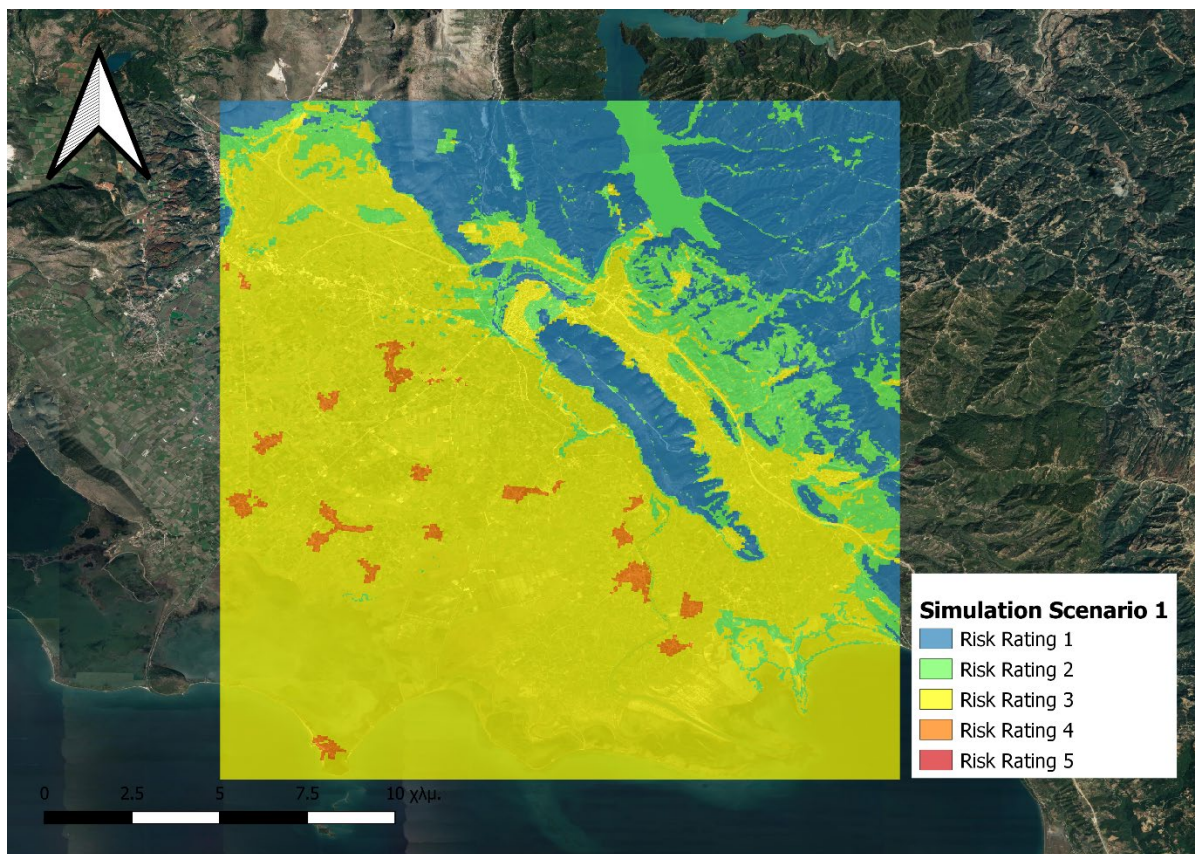 Simulation Scenario 1
Risk Rating 1
Risk Rating 2
Risk Rating 3
Risk Rating 4
Risk Rating 5
0 2.5 5 7.5 10 χλμ.